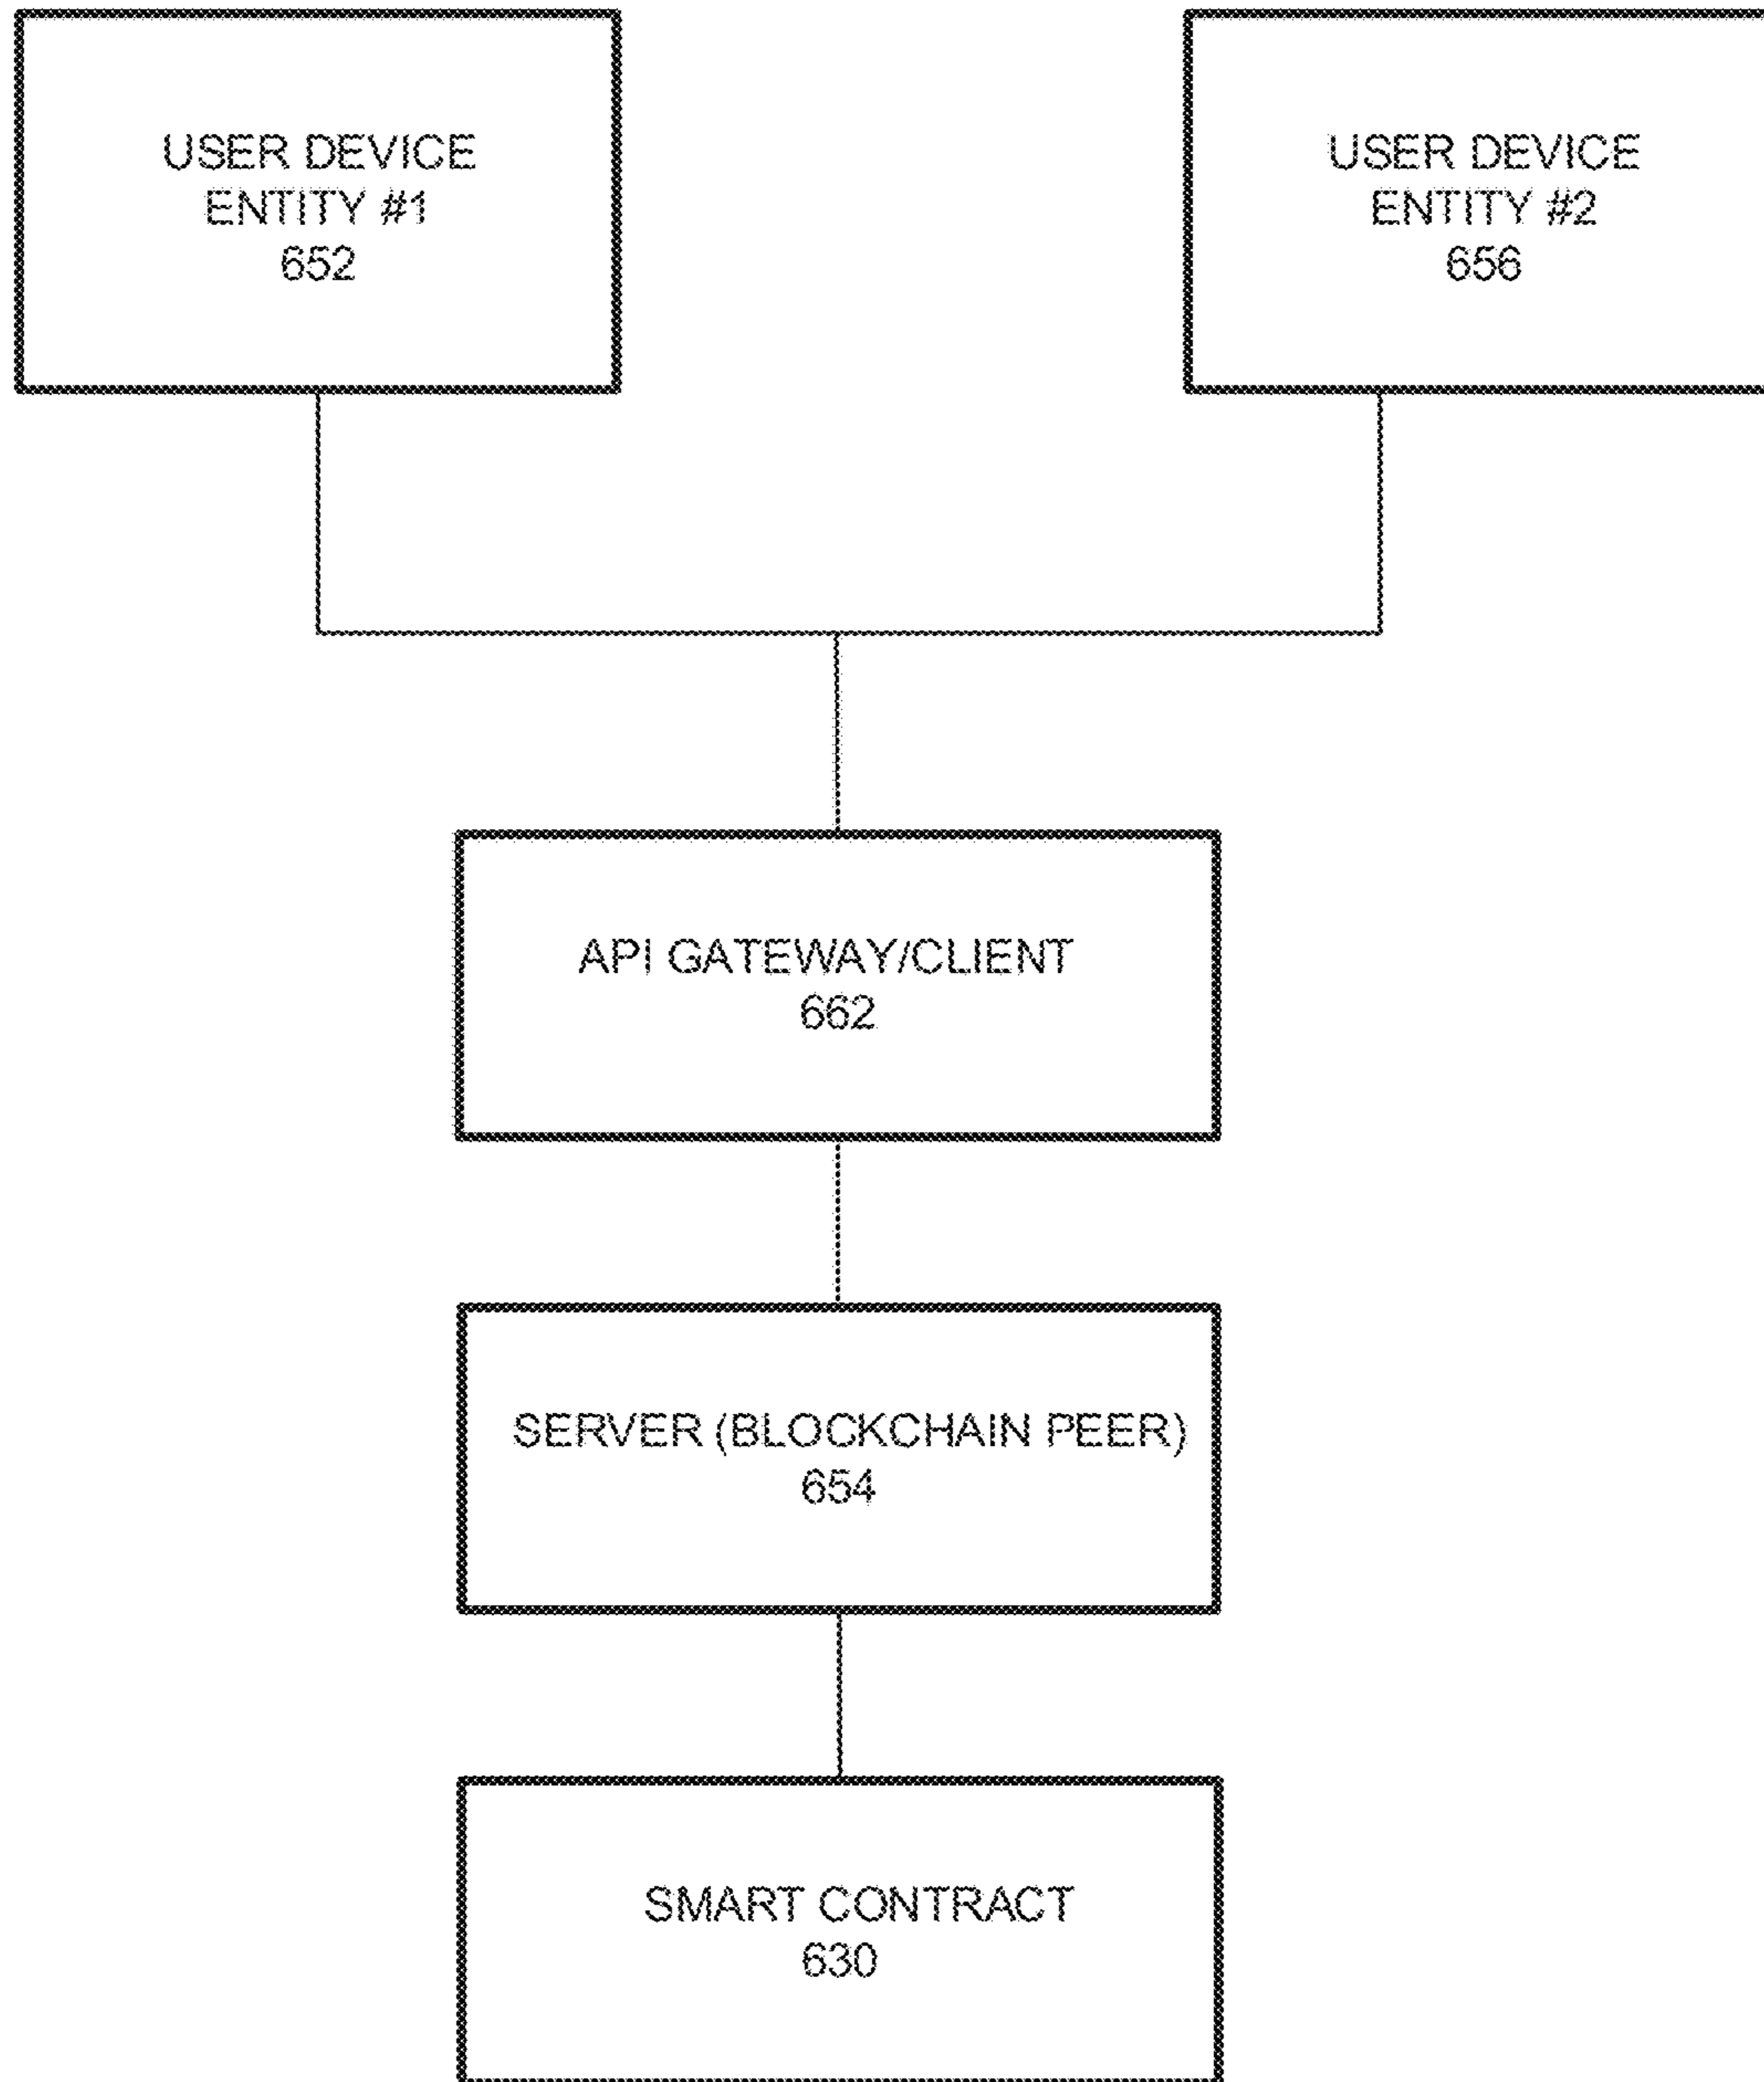 USER DEVICE
ENTITY #1
652
USER DEVICE
ENTITY #2
656
API GATEWAY/CLIENT
662
SERVER (BLOCKCHAIN PEER)
654
SMART CONTRACT
630